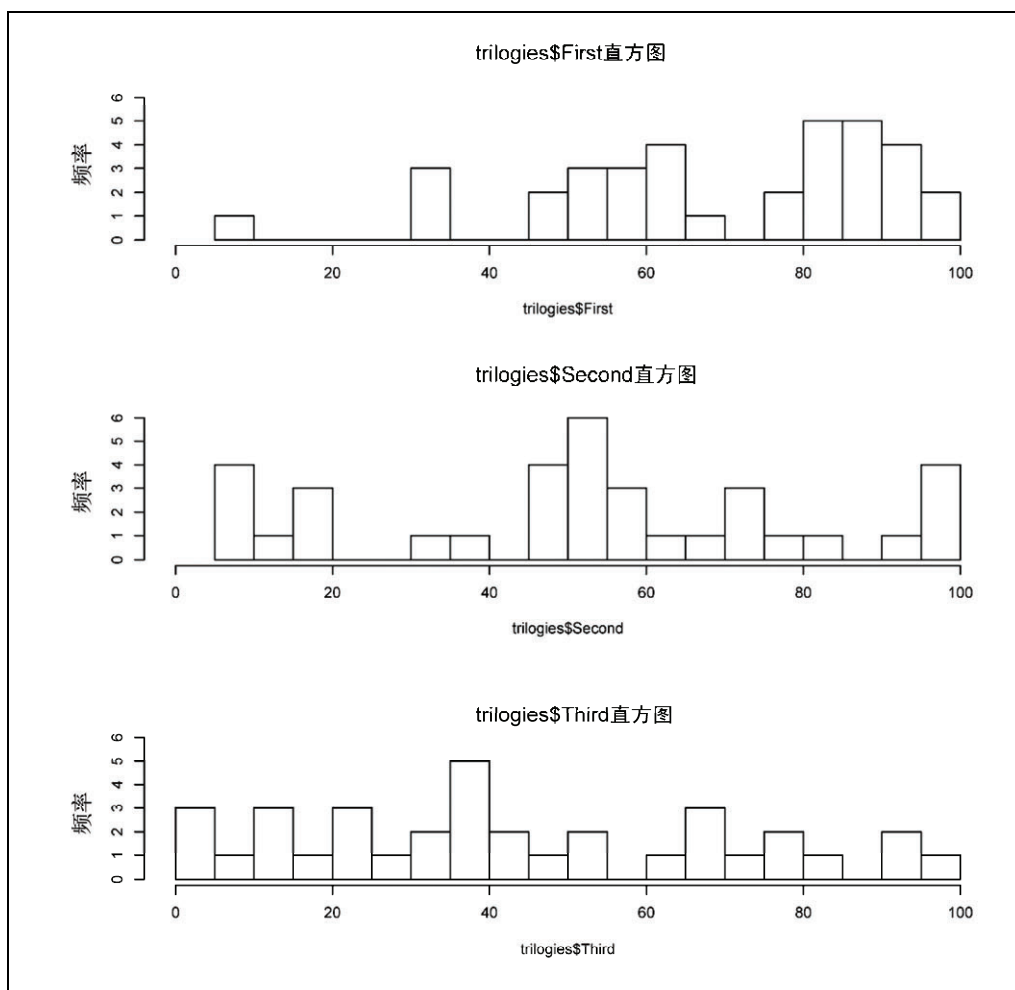 trilogies$First直方图
频率
0 1 2 3 4 5 6
0 20 40 60 80 100
trilogies$First
trilogies$Second直方图
频率
0 1 2 3 4 5 6
0 20 40 60 80 100
trilogies$Second
trilogies$Third直方图
频率
0 1 2 3 4 5 6
0 20 40 60 80 100
trilogies$Third